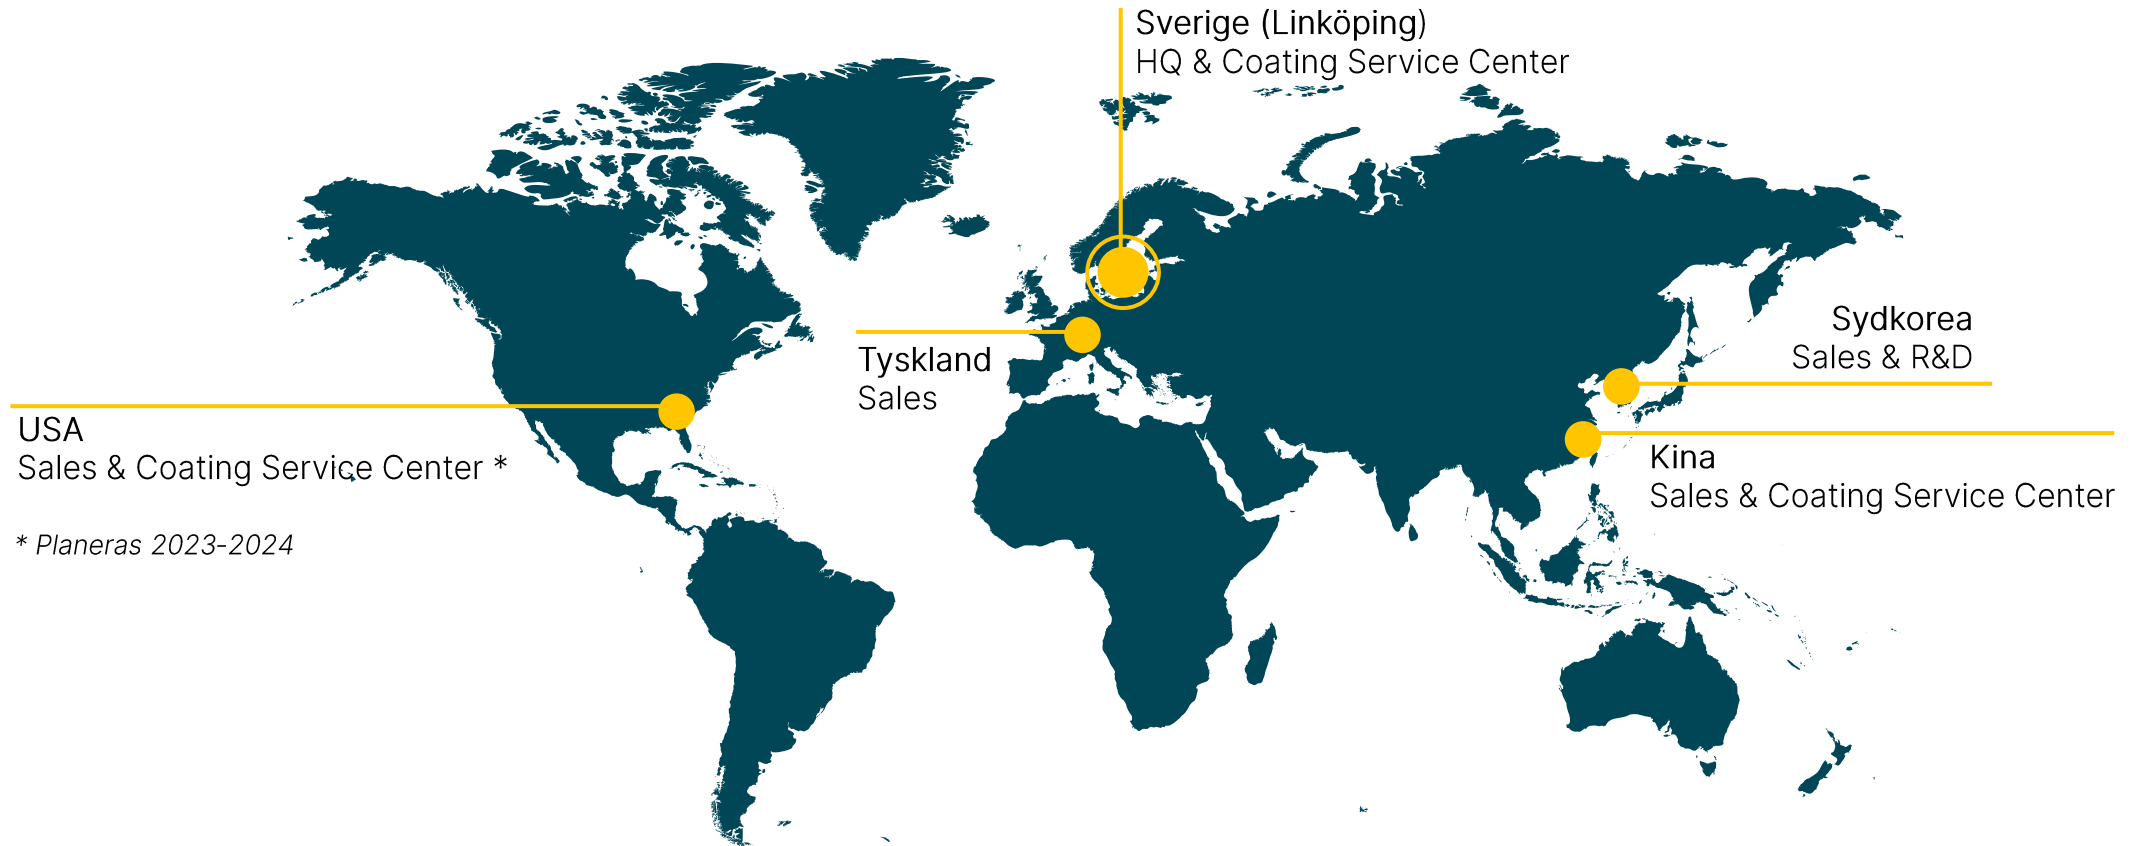 Sverige (Linköping)
HQ & Coating Service Center
Sydkorea
Sales & R&D
Tyskland
Sales
USA
Sales & Coating Service Center *
Kina
Sales & Coating Service Center
* Planeras 2023-2024